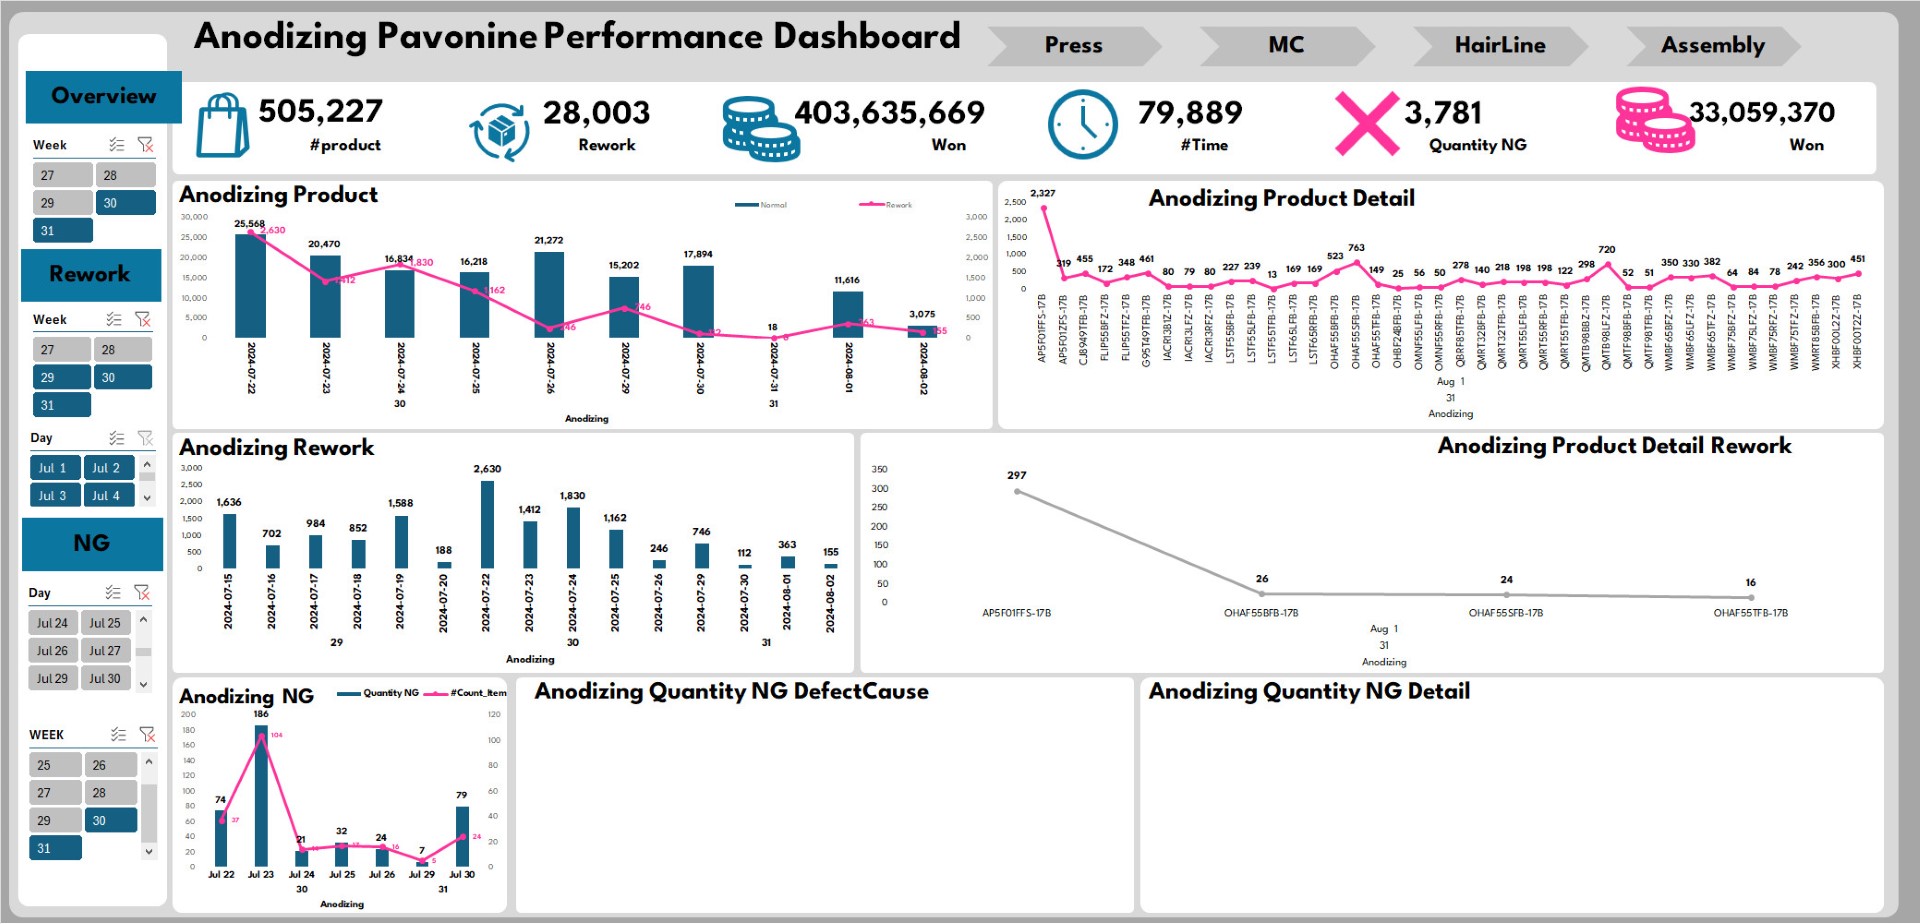 Anodizing Pavonine Performance Dashboard
Press
MC
HairLine
Assembly
Overview
505,227
#product
28,003
Rework
403,635,669
Won
79,889
#Time
3,781
Quantity NG
33,059,370
Won
Week
27 28
29 30
31
Rework
Week
27 28
29 30
31
Day
Jul 1 Jul 2
Jul 3 Jul 4
NG
Day
Jul 24 Jul 25
Jul 26 Jul 27
Jul 29 Jul 30
WEEK
25 26
27 28
29 30
31
Anodizing Product
Normal Rework
30,000
25,000
20,000
15,000
10,000
5,000
0
3,000
2,500
2,000
1,500
1,000
500
0
25,568 20,470 16,834 16,218 21,272 15,202 17,894 18 11,616 3,075
2,630 1,830 0
2024-07-22 2024-07-23 2024-07-24 2024-07-25 2024-07-26 2024-07-29 2024-07-30 2024-07-31 2024-08-01 2024-08-02
30 31
Anodizing
Anodizing Product Detail
2,500
2,000
1,500
1,000
500
0
2,327 319 455 172 348 461 80 79 80 227 239 13 169 169 523 763 149 25 56 50 278 140 218 198 198 122 298 720 52 51 350 330 382 64 84 78 242 356 300 451
AP5F01FFS-17B AP5F01ZFS-17B CJ8949TFB-17B FLIP55BFZ-17B FLIP55TFZ-17B G95T49TFB-17B IACR13B1Z-17B IACR13LFZ-17B IACR13RFZ-17B LSTF55BFB-17B LSTF55LFB-17B LSTF55TFB-17B LSTF65LFB-17B LSTF65RFB-17B OHAF55BFB-17B OHAF55SFB-17B OHAF55TFB-17B OHBF24BFB-17B OMNF55LFB-17B OMNF55RFB-17B QBRF85TFB-17B QMRT32BFB-17B QMRT32TFB-17B QMRT55LFB-17B QMRT55RFB-17B QMRT55TFB-17B QMTB98BBZ-17B QMTB98LFZ-17B QMTF98BFB-17B QMTF98TFB-17B WMBF65BFZ-17B WMBF65LFZ-17B WMBF65TFZ-17B WMBF75BFZ-17B WMBF75LFZ-17B WMBF75RFZ-17B WMBF75TFZ-17B WMRT85BFB-17B XHBF00L2Z-17B XHBF00T2Z-17B
Aug 1
31
Anodizing
Anodizing Rework
3,000
2,500
2,000
1,500
1,000
500
0
1,636 702 984 852 1,588 188 2,630 1,412 1,830 1,162 246 746 112 363 155
2024-07-15 2024-07-16 2024-07-17 2024-07-18 2024-07-19 2024-07-20 2024-07-22 2024-07-23 2024-07-24 2024-07-25 2024-07-26 2024-07-29 2024-07-30 2024-08-01 2024-08-02
29 30 31
Anodizing
Anodizing Product Detail Rework
350
300
250
200
150
100
50
0
297 26 24 16
AP5F01FFS-17B OHAF55BFB-17B OHAF55SFB-17B OHAF55TFB-17B
Aug 1
31
Anodizing
Anodizing NG
Quantity NG #Count_Item
200
180
160
140
120
100
80
60
40
20
0
120
100
80
60
40
20
0
74 186 21 32 24 7 79
37 104 16 5 24
Jul 22 Jul 23 Jul 24 Jul 25 Jul 26 Jul 29 Jul 30
30 31
Anodizing
Anodizing Quantity NG DefectCause
Anodizing Quantity NG Detail